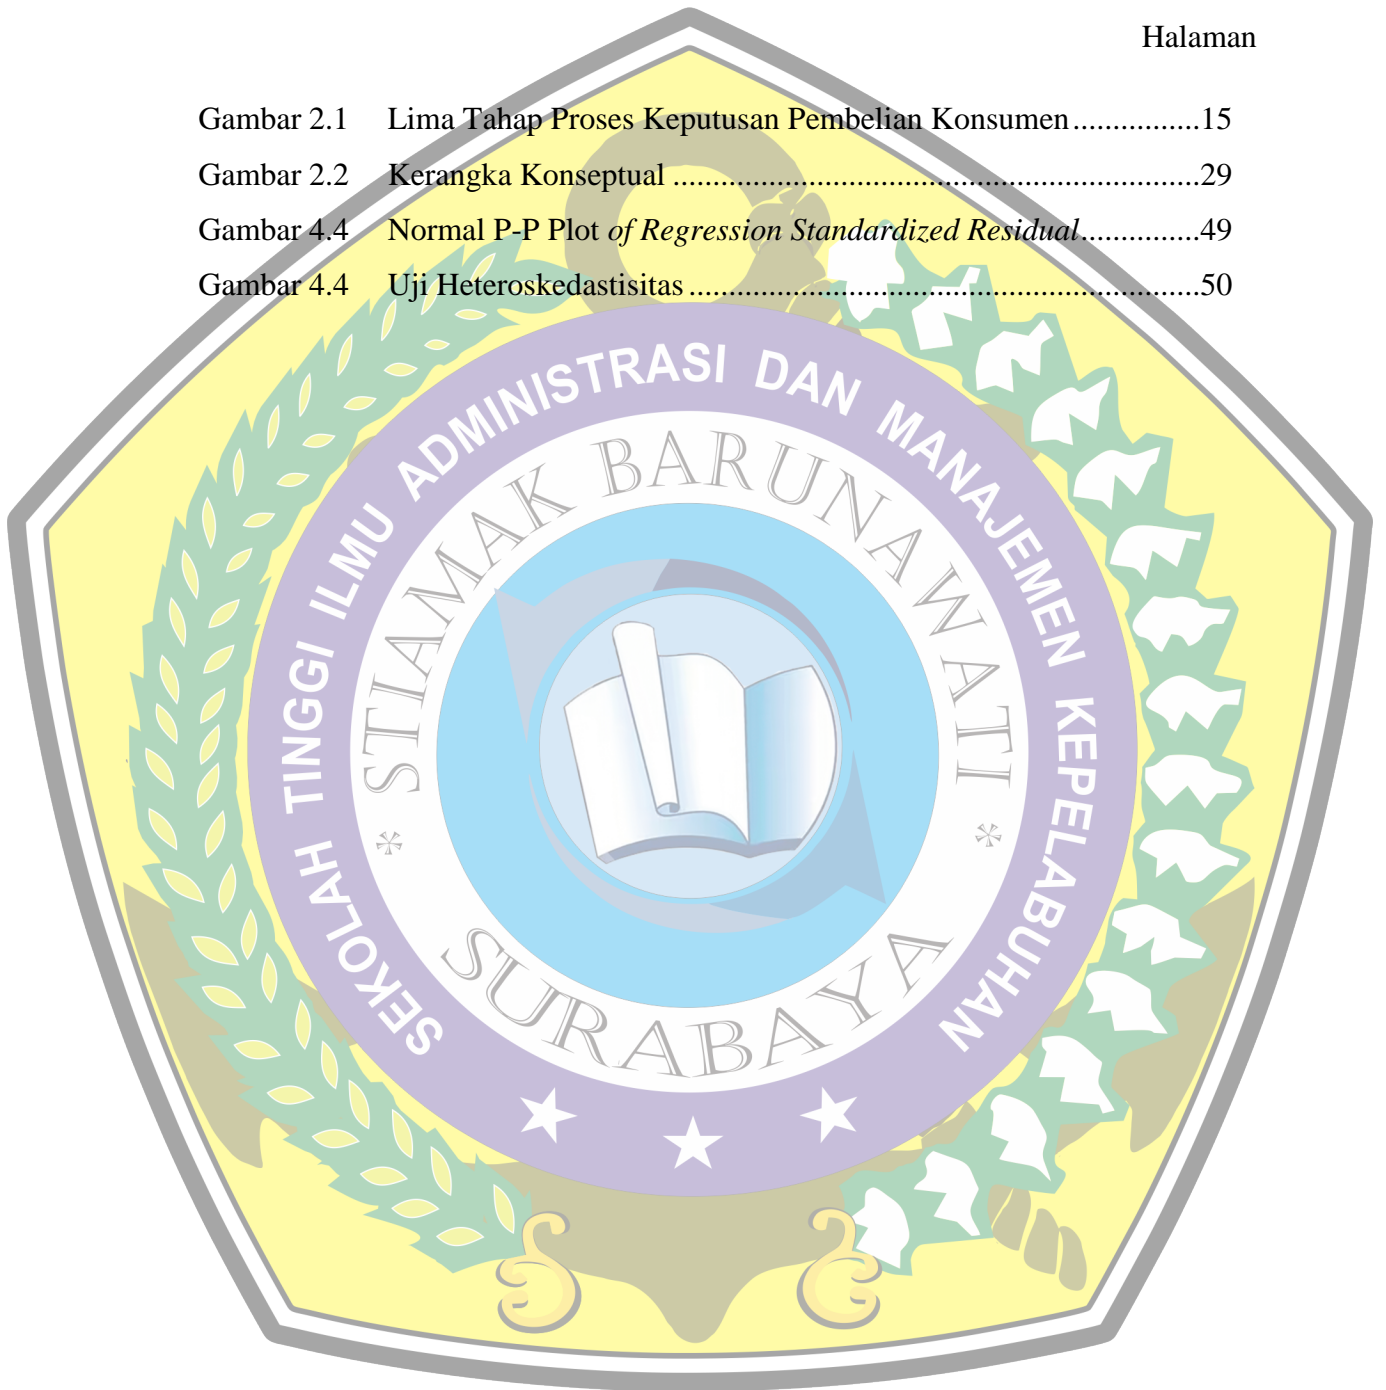 Halaman
Gambar 2.1 Lima Tahap Proses Keputusan Pembelian Konsumen................15
Gambar 2.2 Kerangka Konseptual .................................................................29
Gambar 4.4 Normal P-P Plot of Regression Standardized Residual...............49
Gambar 4.4 Uji Heteroskedastisitas ...............................................................50
SEKOLAH TINGGI ILMU ADMINISTRASI DAN MANAJEMEN KEPELABUHAN
STIAMAK BARUNAWATI
SURABAYA